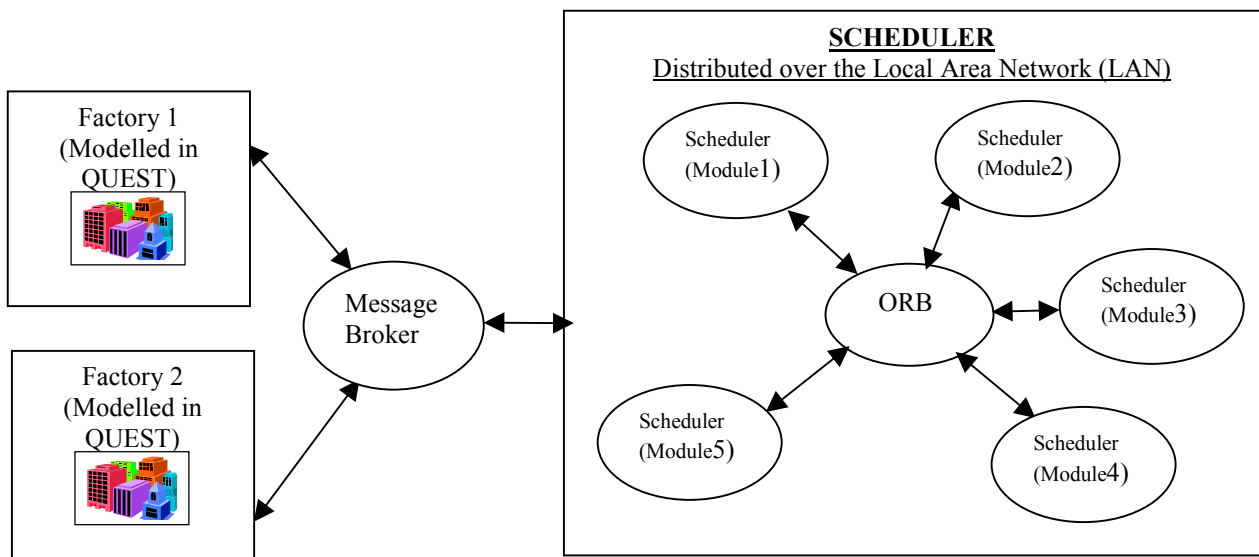 Factory 1
(Modelled in
QUEST)
Factory 2
(Modelled in
QUEST)
Message
Broker
SCHEDULER
Distributed over the Local Area Network (LAN)
Scheduler
(Module1)
Scheduler
(Module2)
ORB
Scheduler
(Module3)
Scheduler
(Module5)
Scheduler
(Module4)